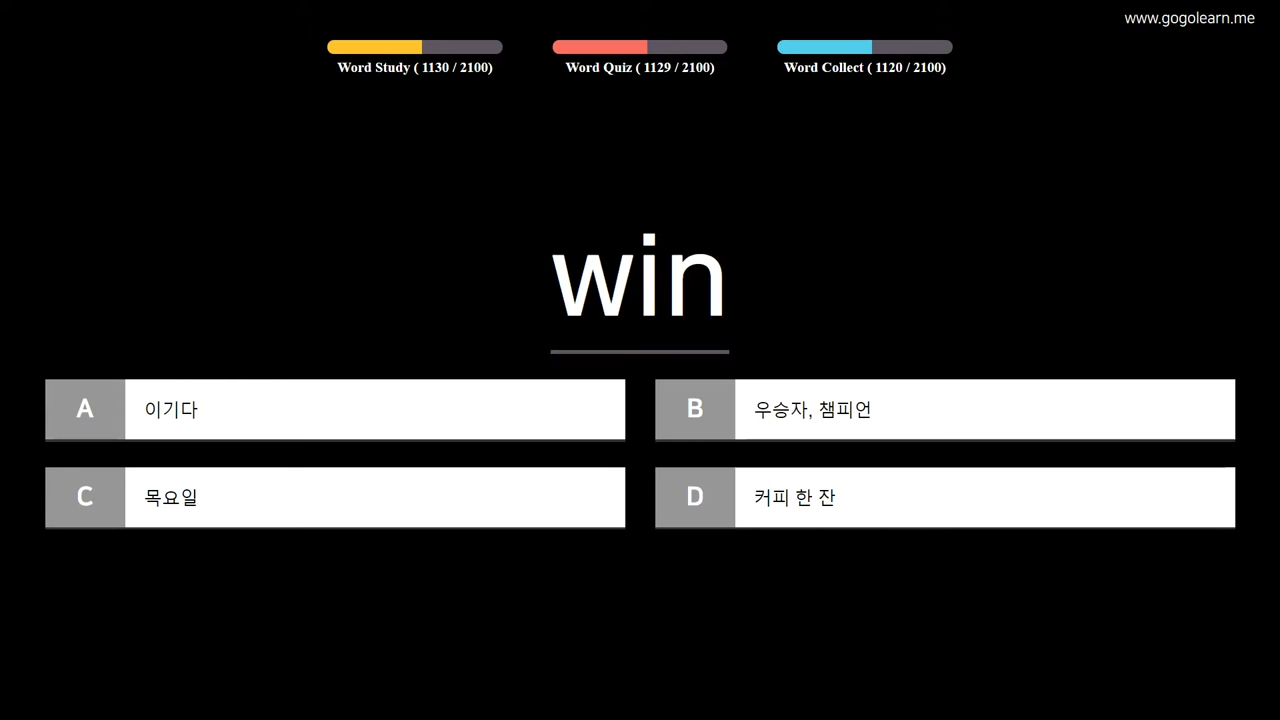 www.gogolearn.me
Word Study ( 1130 / 2100)
Word Quiz ( 1129 / 2100)
Word Collect ( 1120 / 2100)
win
A 이기다
B 우승자, 챔피언
C 목요일
D 커피 한 잔